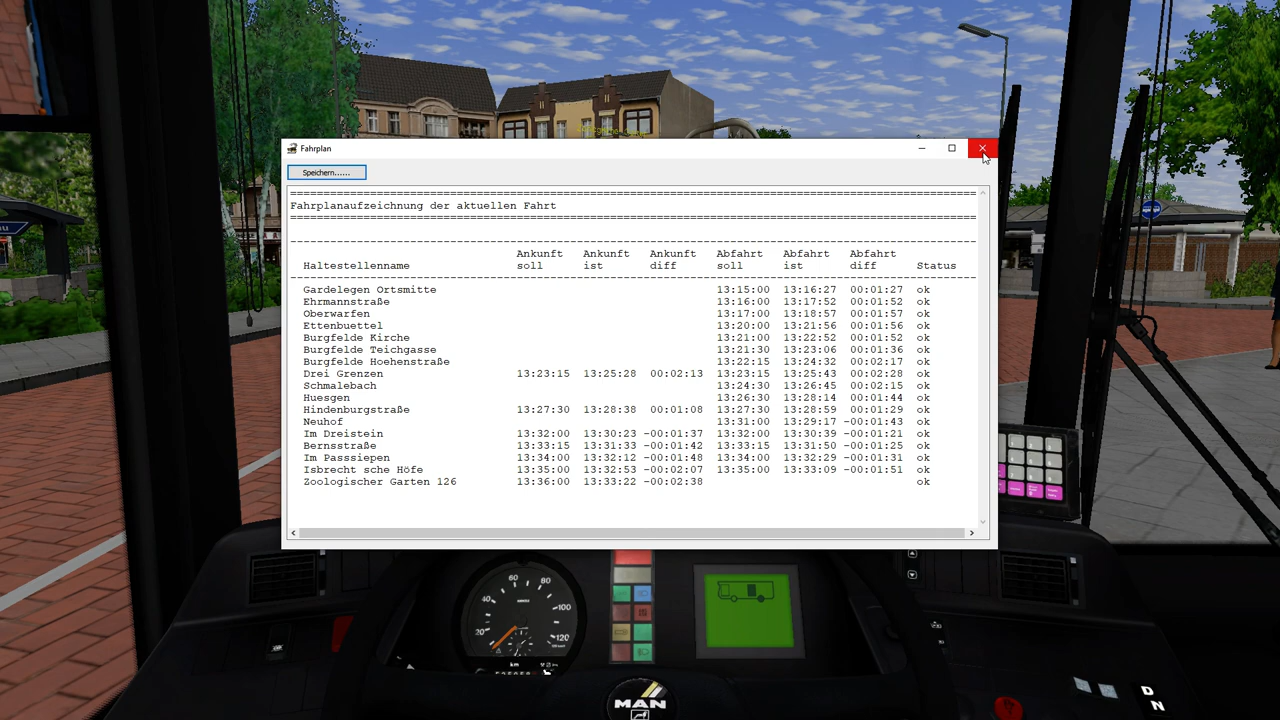 Fahrplan
Speichern......
Fahrplanaufzeichnung der aktuellen Fahrt
Ankunft Ankunft Ankunft Abfahrt Abfahrt Abfahrt
Haltestellenname soll ist diff soll ist diff Status
Gardelegen Ortsmitte 13:15:00 13:16:27 00:01:27 ok
Ehrmannstraße 13:16:00 13:17:52 00:01:52 ok
Oberwarfen 13:17:00 13:18:57 00:01:57 ok
Ettenbuettel 13:20:00 13:21:56 00:01:56 ok
Burgfelde Kirche 13:21:00 13:22:52 00:01:52 ok
Burgfelde Teichgasse 13:21:30 13:23:06 00:01:36 ok
Burgfelde Hoehenstraße 13:22:15 13:24:32 00:02:17 ok
Drei Grenzen 13:23:15 13:25:28 00:02:13 13:23:15 13:25:43 00:02:28 ok
Schmalebach 13:24:30 13:26:45 00:02:15 ok
Huesgen 13:26:30 13:28:14 00:01:44 ok
Hindenburgstraße 13:27:30 13:28:38 00:01:08 13:27:30 13:28:59 00:01:29 ok
Neuhof 13:31:00 13:29:17 -00:01:43 ok
Im Dreistein 13:32:00 13:30:23 -00:01:37 13:32:00 13:30:39 -00:01:21 ok
Bernsstraße 13:33:15 13:31:33 -00:01:42 13:33:15 13:31:50 -00:01:25 ok
Im Passsiepen 13:34:00 13:32:12 -00:01:48 13:34:00 13:32:29 -00:01:31 ok
Isbrecht sche Höfe 13:35:00 13:32:53 -00:02:07 13:35:00 13:33:09 -00:01:51 ok
Zoologischer Garten 126 13:36:00 13:33:22 -00:02:38 ok
20 40 60 80 100 120
km
MAN
D
N